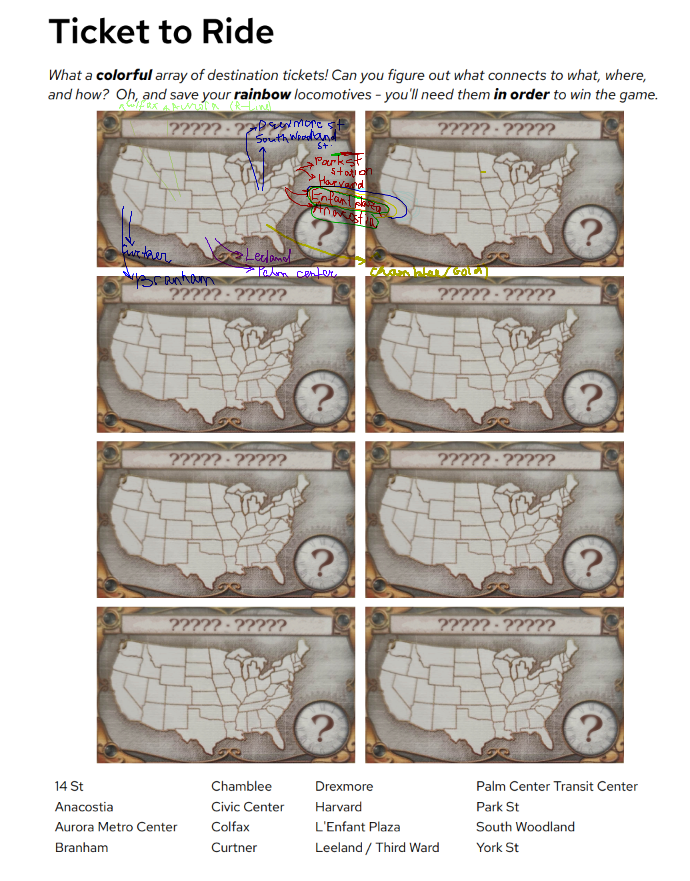 Ticket to Ride
What a colorful array of destination tickets! Can you figure out what connects to what, where,
and how? Oh, and save your rainbow locomotives - you'll need them in order to win the game.
????? - ?????
????? - ?????
Drexmore St
South Woodland
St.
Park St
Station
Harvard
Enfant plaza
Anacostia
?
?
Leeland
Palm center
Branham
Chamblee/Gold
????? - ?????
????? - ?????
?
?
????? - ?????
????? - ?????
?
?
????? - ?????
????? - ?????
?
?
14 St
Chamblee
Drexmore
Palm Center Transit Center
Anacostia
Civic Center
Harvard
Park St
Aurora Metro Center
Colfax
L'Enfant Plaza
South Woodland
Branham
Curtner
Leeland / Third Ward
York St